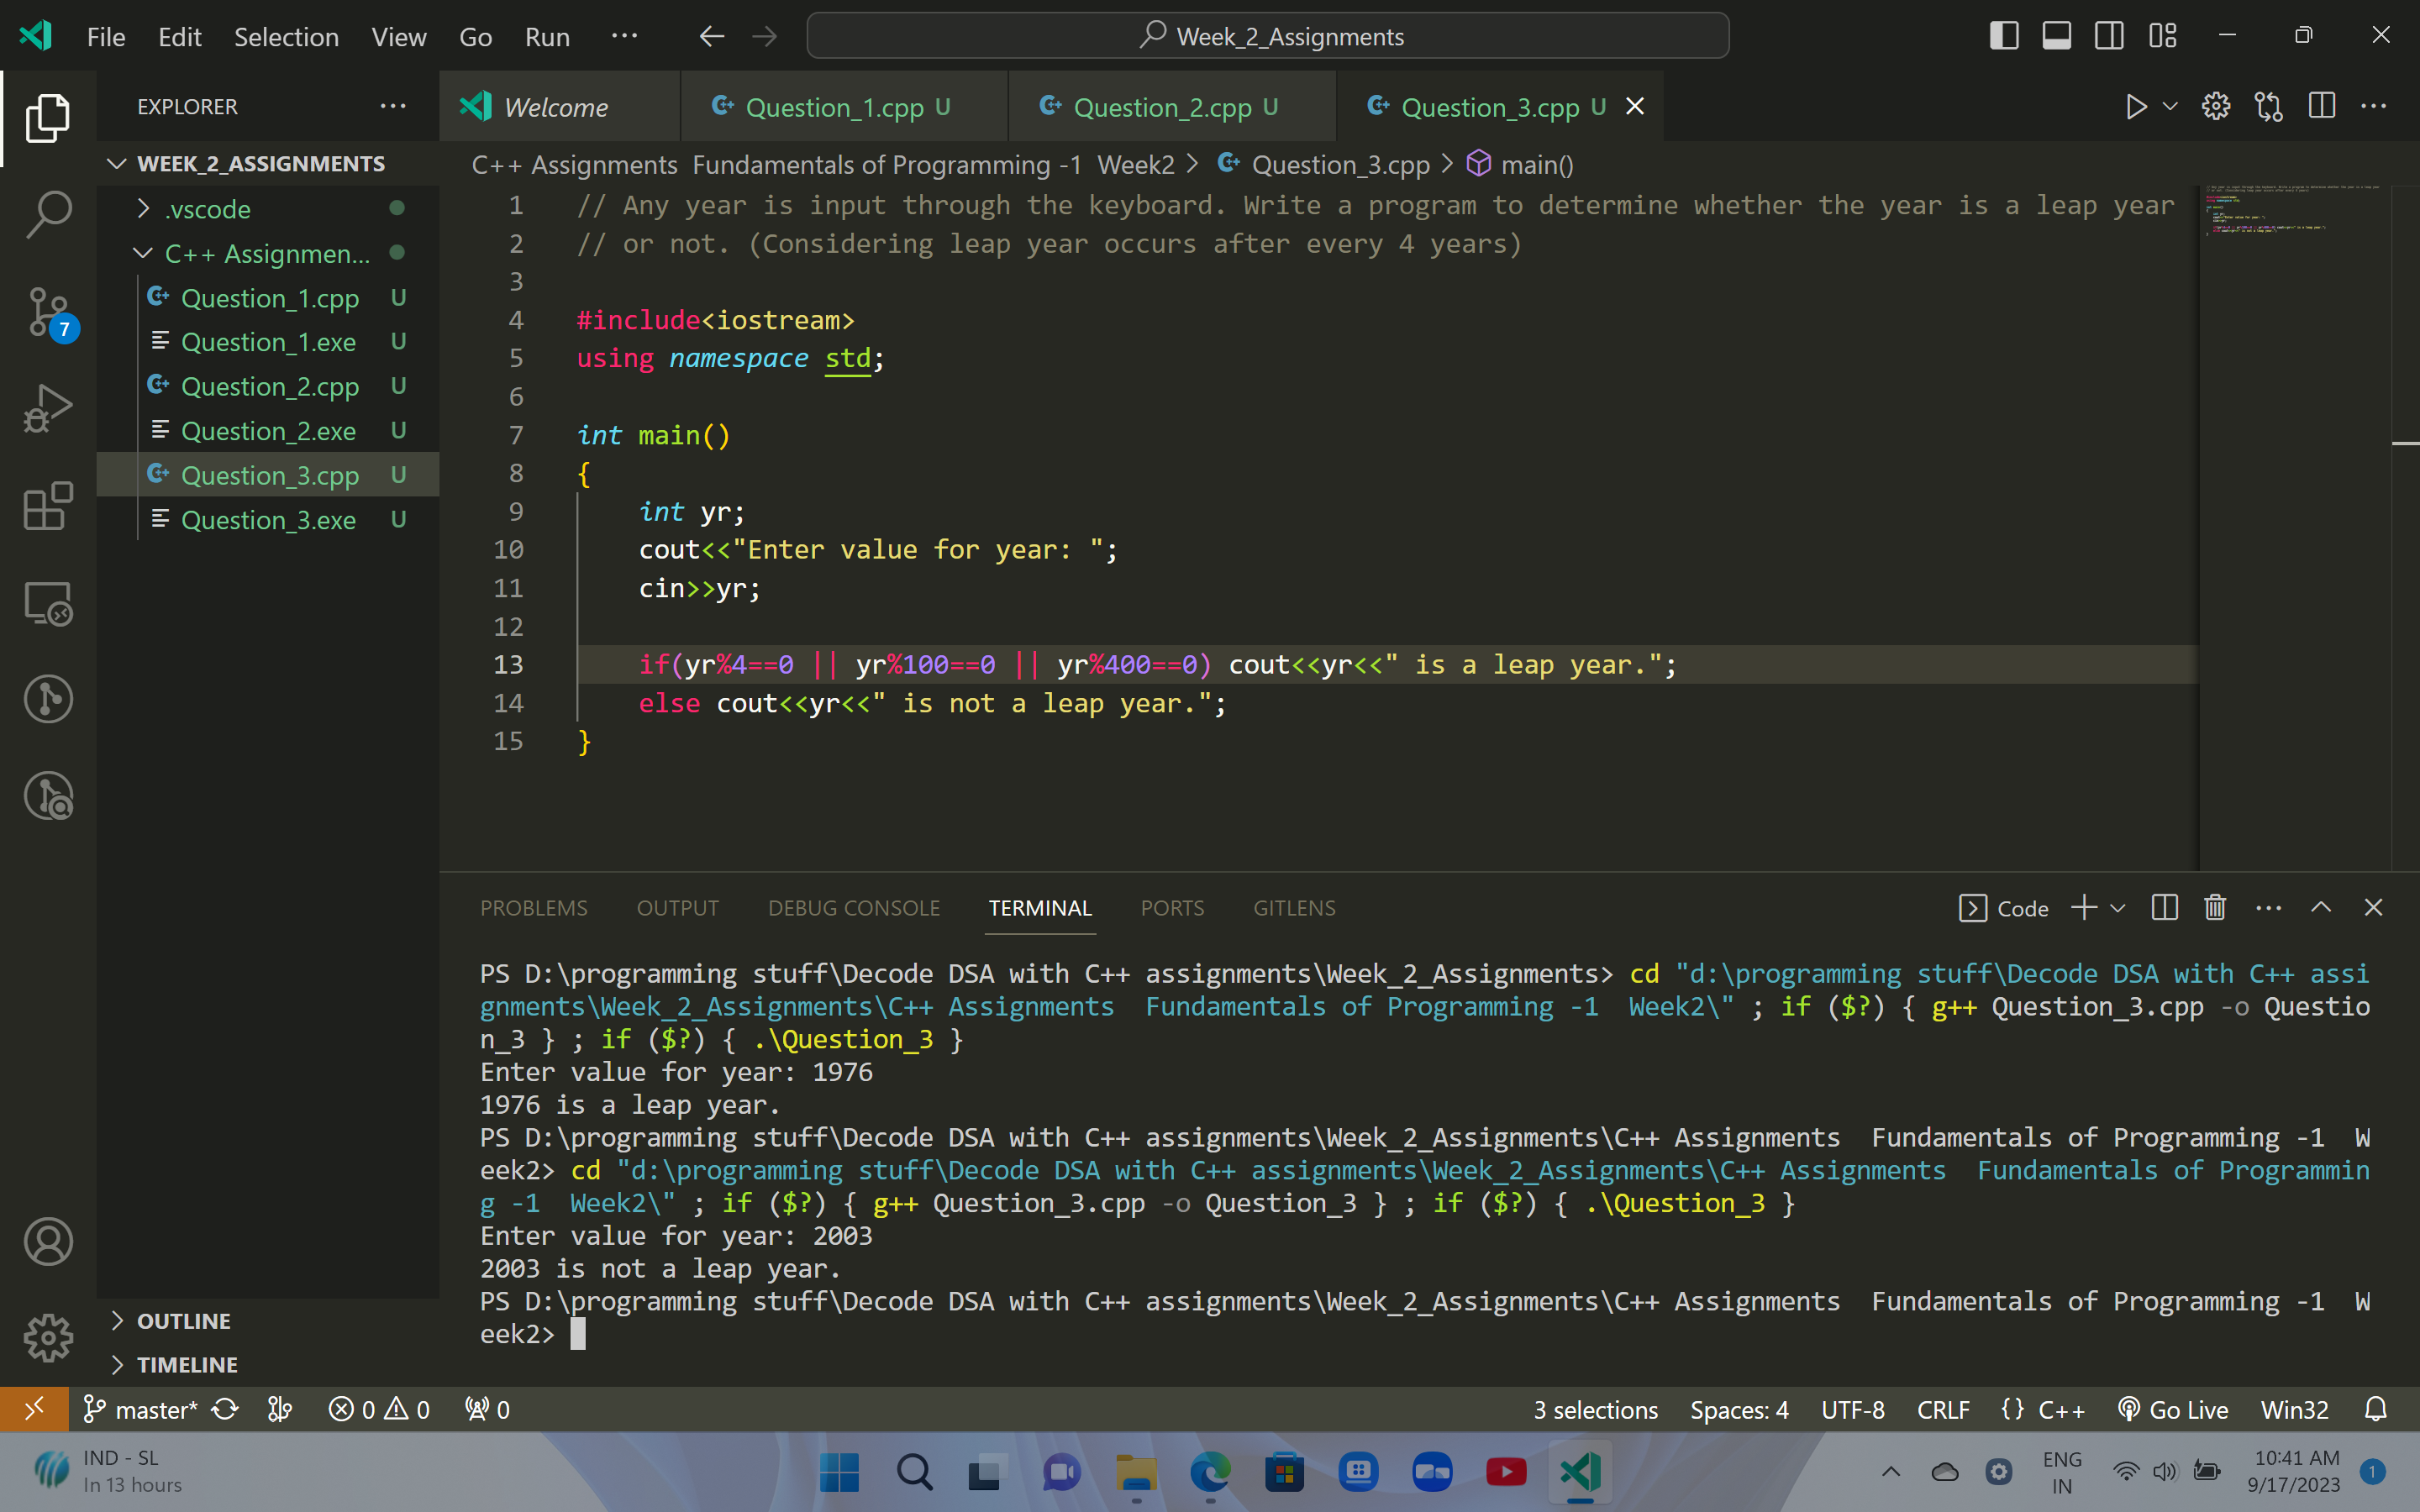 File Edit Selection View Go Run ··· Week_2_Assignments
EXPLORER ···
WEEK_2_ASSIGNMENTS
.vscode
C++ Assignmen...
Question_1.cpp U
Question_1.exe U
Question_2.cpp U
Question_2.exe U
Question_3.cpp U
Question_3.exe U
7
OUTLINE
TIMELINE
Welcome Question_1.cpp U Question_2.cpp U Question_3.cpp U
C++ Assignments Fundamentals of Programming -1 Week2 > Question_3.cpp > main()
1 // Any year is input through the keyboard. Write a program to determine whether the year is a leap year
2 // or not. (Considering leap year occurs after every 4 years)
3
4 #include<iostream>
5 using namespace std;
6
7 int main()
8 {
9 int yr;
10 cout<<"Enter value for year: ";
11 cin>>yr;
12
13 if(yr%4==0 || yr%100==0 || yr%400==0) cout<<yr<<" is a leap year.";
14 else cout<<yr<<" is not a leap year.";
15 }
PROBLEMS OUTPUT DEBUG CONSOLE TERMINAL PORTS GITLENS Code
PS D:\programming stuff\Decode DSA with C++ assignments\Week_2_Assignments> cd "d:\programming stuff\Decode DSA with C++ assi
gnments\Week_2_Assignments\C++ Assignments  Fundamentals of Programming -1  Week2\" ; if ($?) { g++ Question_3.cpp -o Questio
n_3 } ; if ($?) { .\Question_3 }
Enter value for year: 1976
1976 is a leap year.
PS D:\programming stuff\Decode DSA with C++ assignments\Week_2_Assignments\C++ Assignments  Fundamentals of Programming -1  W
eek2> cd "d:\programming stuff\Decode DSA with C++ assignments\Week_2_Assignments\C++ Assignments  Fundamentals of Programmin
g -1  Week2\" ; if ($?) { g++ Question_3.cpp -o Question_3 } ; if ($?) { .\Question_3 }
Enter value for year: 2003
2003 is not a leap year.
PS D:\programming stuff\Decode DSA with C++ assignments\Week_2_Assignments\C++ Assignments  Fundamentals of Programming -1  W
eek2>
master* 0 0 0 3 selections Spaces: 4 UTF-8 CRLF {} C++ Go Live Win32
IND - SL
In 13 hours
ENG
IN
10:41 AM
9/17/2023
1